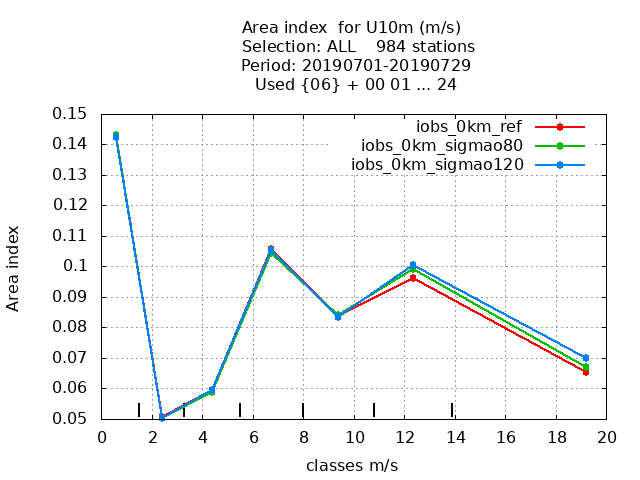 Area index  for U10m (m/s)
Selection: ALL    984 stations
Period: 20190701-20190729
Used {06} + 00 01 ... 24
iobs_0km_ref
iobs_0km_sigmao80
iobs_0km_sigmao120
0.15
0.14
0.13
0.12
0.11
0.1
0.09
0.08
0.07
0.06
0.05
Area index
0 2 4 6 8 10 12 14 16 18 20
classes m/s